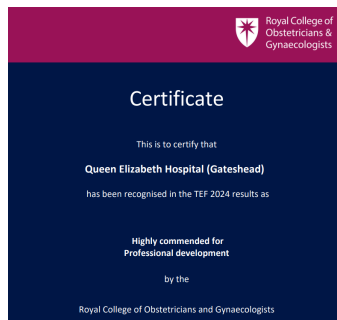 Royal College of
Obstetricians &
Gynaecologists
Certificate
This is to certify that
Queen Elizabeth Hospital (Gateshead)
has been recognised in the TEF 2024 results as
Highly commended for
Professional development
by the
Royal College of Obstetricians and Gynaecologists